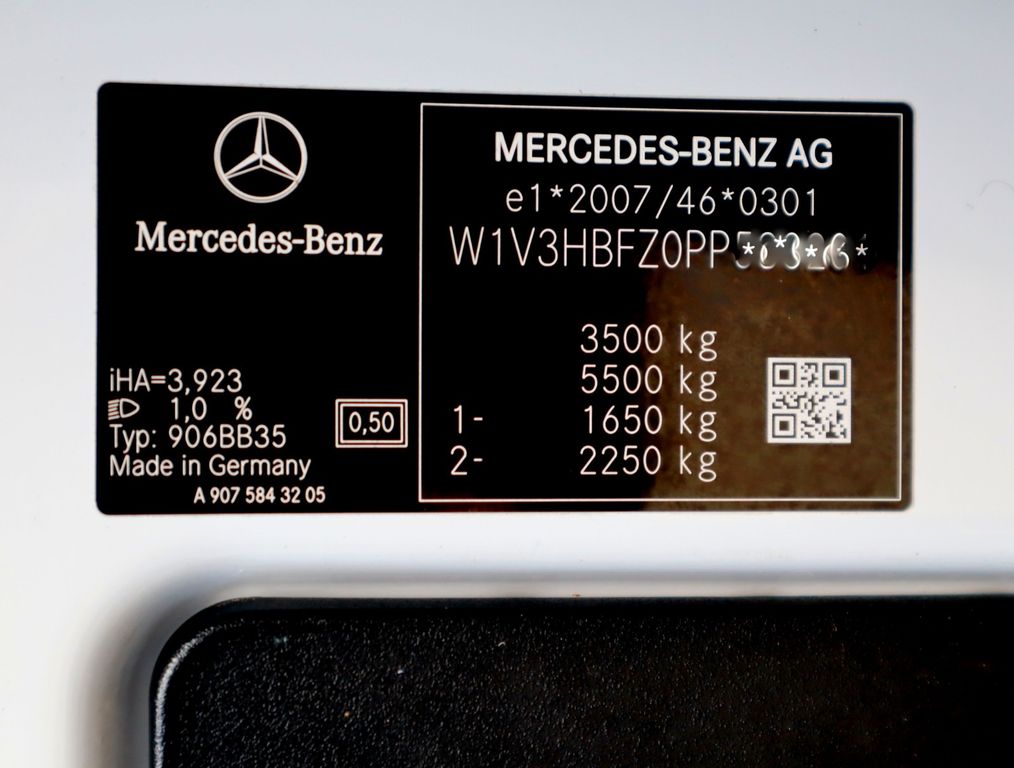 Mercedes-Benz
iHA=3,923
1,0 %
Typ: 906BB35
Made in Germany
A 907 584 32 05
0,50
MERCEDES-BENZ AG
e1*2007/46*0301
3500 kg
5500 kg
1- 1650 kg
2- 2250 kg